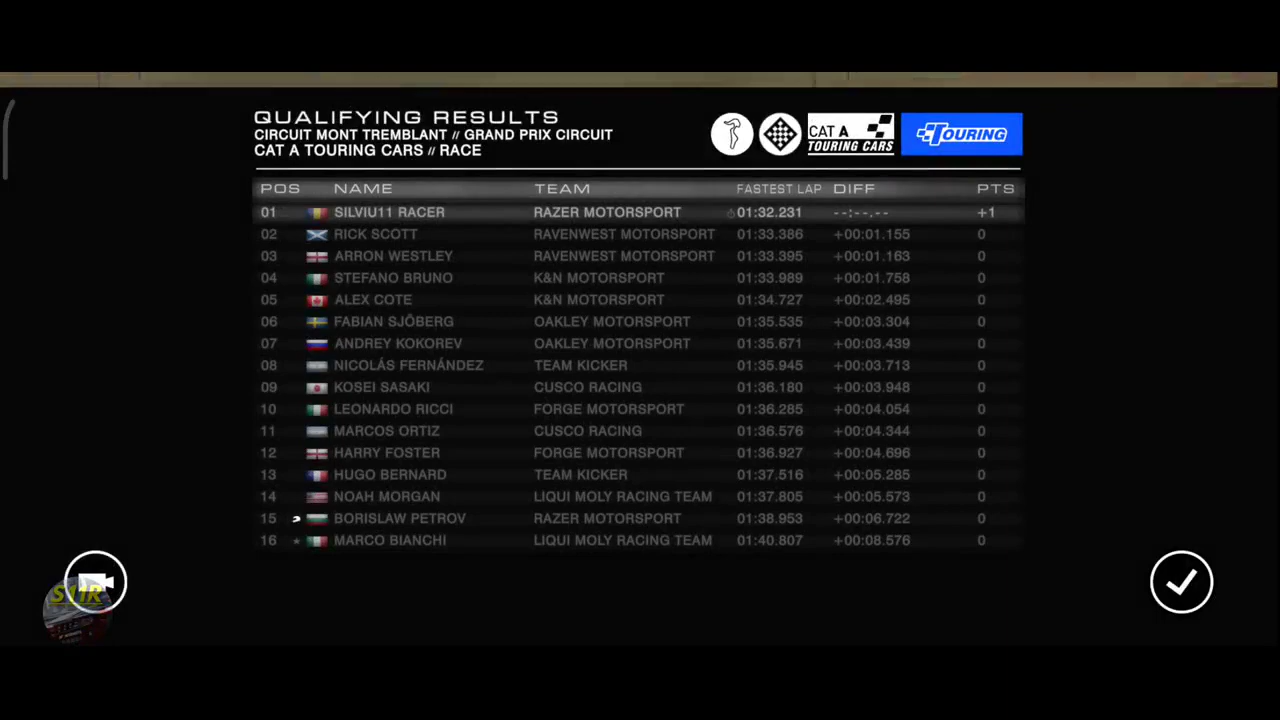 QUALIFYING RESULTS
CIRCUIT MONT TREMBLANT // GRAND PRIX CIRCUIT
CAT A TOURING CARS // RACE
CAT A
TOURING CARS
TOURING
POS NAME TEAM FASTEST LAP DIFF PTS
01 SILVIU11 RACER RAZER MOTORSPORT 01:32.231 --:--.-- +1
02 RICK SCOTT RAVENWEST MOTORSPORT 01:33.386 +00:01.155 0
03 ARRON WESTLEY RAVENWEST MOTORSPORT 01:33.395 +00:01.163 0
04 STEFANO BRUNO K&N MOTORSPORT 01:33.989 +00:01.758 0
05 ALEX COTE K&N MOTORSPORT 01:34.727 +00:02.495 0
06 FABIAN SJÖBERG OAKLEY MOTORSPORT 01:35.535 +00:03.304 0
07 ANDREY KOKOREV OAKLEY MOTORSPORT 01:35.671 +00:03.439 0
08 NICOLÁS FERNÁNDEZ TEAM KICKER 01:35.945 +00:03.713 0
09 KOSEI SASAKI CUSCO RACING 01:36.180 +00:03.948 0
10 LEONARDO RICCI FORGE MOTORSPORT 01:36.285 +00:04.054 0
11 MARCOS ORTIZ CUSCO RACING 01:36.576 +00:04.344 0
12 HARRY FOSTER FORGE MOTORSPORT 01:36.927 +00:04.696 0
13 HUGO BERNARD TEAM KICKER 01:37.516 +00:05.285 0
14 NOAH MORGAN LIQUI MOLY RACING TEAM 01:37.805 +00:05.573 0
15 BORISLAW PETROV RAZER MOTORSPORT 01:38.953 +00:06.722 0
16 MARCO BIANCHI LIQUI MOLY RACING TEAM 01:40.807 +00:08.576 0
S11R